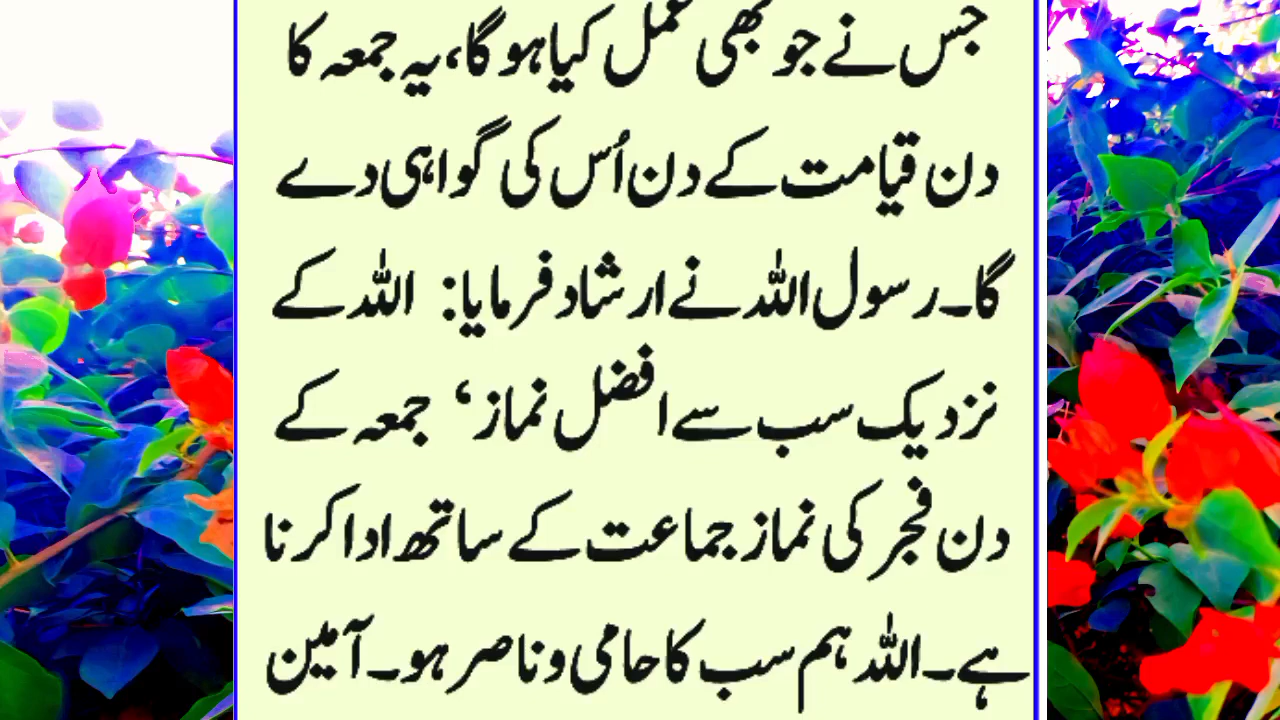 جس نے جو بھی عمل کیا ہو گا، یہ جمعہ کا
دن قیامت کے دن اُس کی گواہی دے
گا۔ رسول اللہ نے ارشاد فرمایا: اللہ کے
نزدیک سب سے افضل نماز، جمعہ کے
دن فجر کی نماز جماعت کے ساتھ ادا کرنا
ہے۔ اللہ ہم سب کا حامی و ناصر ہو۔ آمین